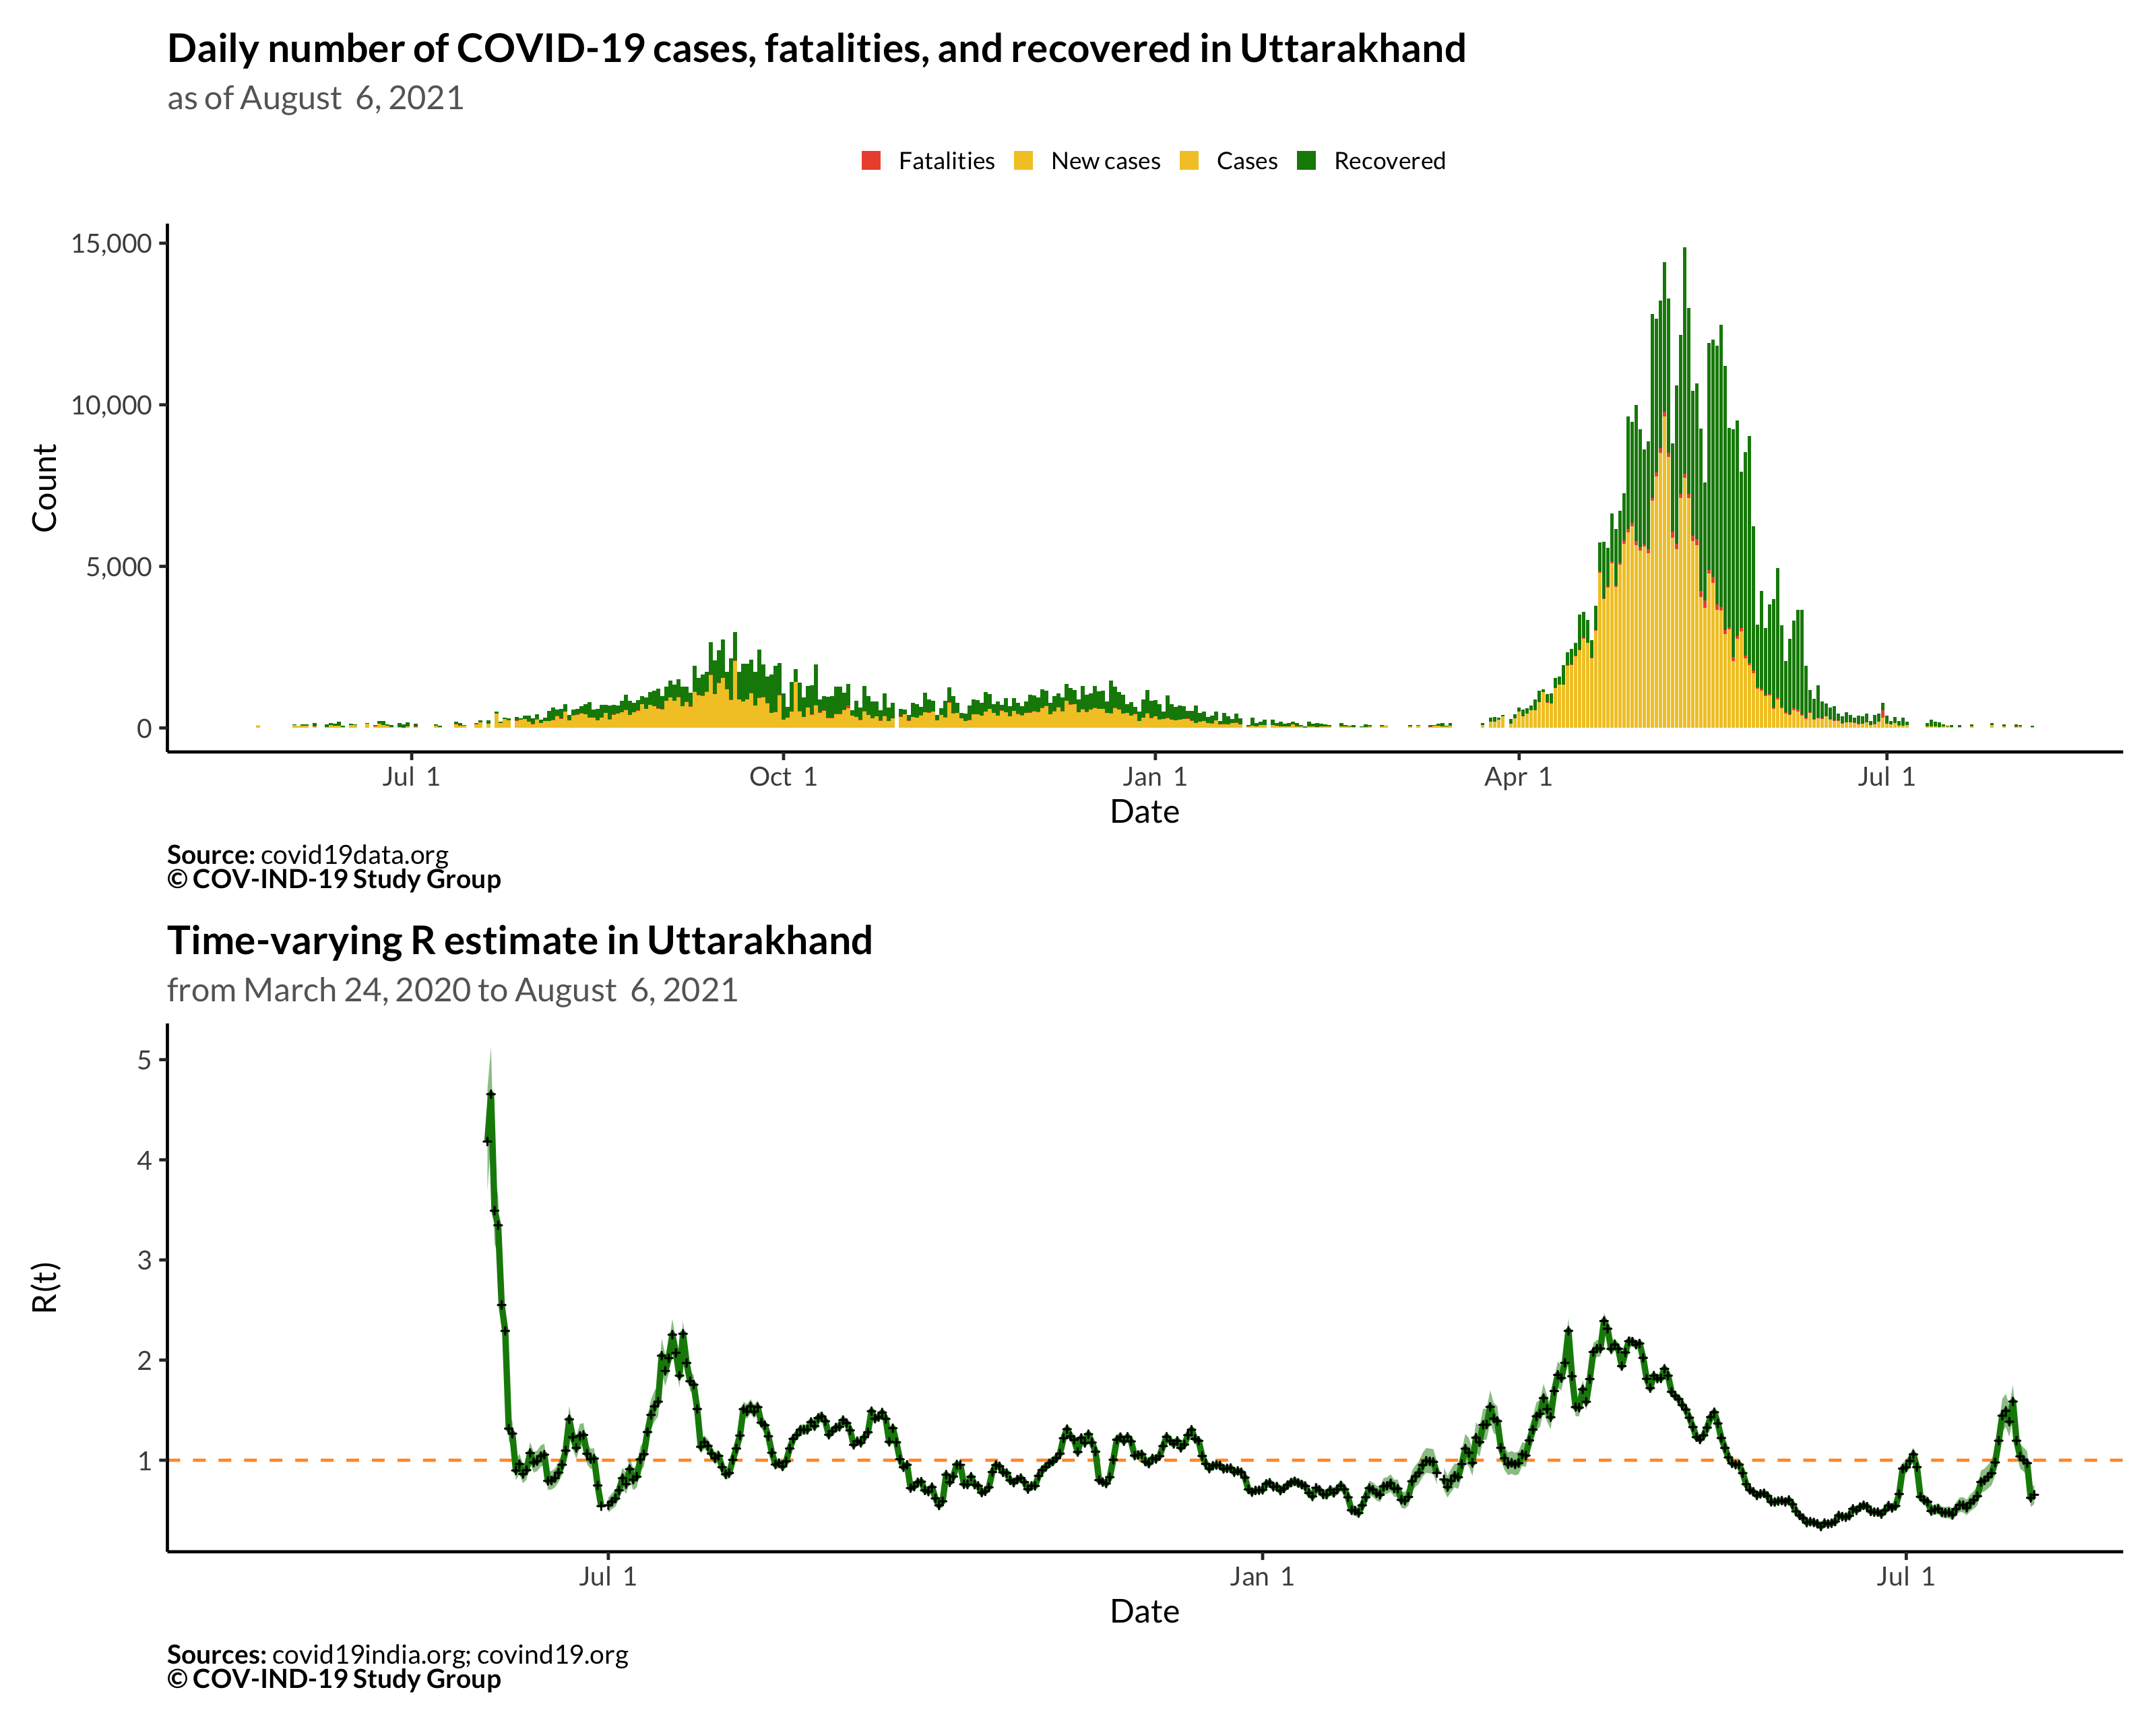 Daily number of COVID-19 cases, fatalities, and recovered in Uttarakhand
as of August  6, 2021
Fatalities New cases Cases Recovered
15,000
10,000
5,000
0
Count
Jul  1 Oct  1 Jan  1 Apr  1 Jul  1
Date
Source: covid19data.org
© COV-IND-19 Study Group
Time-varying R estimate in Uttarakhand
from March 24, 2020 to August  6, 2021
5
4
3
2
1
R(t)
Jul  1 Jan  1 Jul  1
Date
Sources: covid19india.org; covind19.org
© COV-IND-19 Study Group